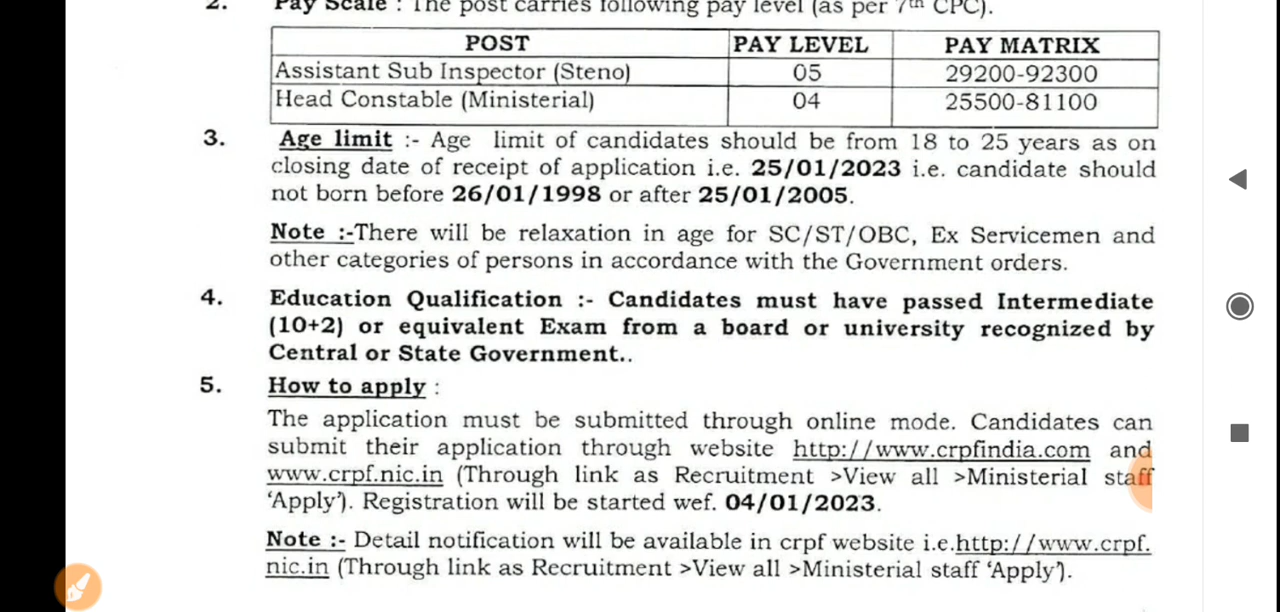 2. Pay Scale : The post carries following pay level (as per 7th CPC).
POST PAY LEVEL PAY MATRIX
Assistant Sub Inspector (Steno) 05 29200-92300
Head Constable (Ministerial) 04 25500-81100
3. Age limit :- Age limit of candidates should be from 18 to 25 years as on
closing date of receipt of application i.e. 25/01/2023 i.e. candidate should
not born before 26/01/1998 or after 25/01/2005.
Note :-There will be relaxation in age for SC/ST/OBC, Ex Servicemen and
other categories of persons in accordance with the Government orders.
4. Education Qualification :- Candidates must have passed Intermediate
(10+2) or equivalent Exam from a board or university recognized by
Central or State Government..
5. How to apply :
The application must be submitted through online mode. Candidates can
submit their application through website http://www.crpfindia.com and
www.crpf.nic.in (Through link as Recruitment >View all >Ministerial staff
‘Apply’). Registration will be started wef. 04/01/2023.
Note :- Detail notification will be available in crpf website i.e.http://www.crpf.
nic.in (Through link as Recruitment >View all >Ministerial staff ‘Apply’).